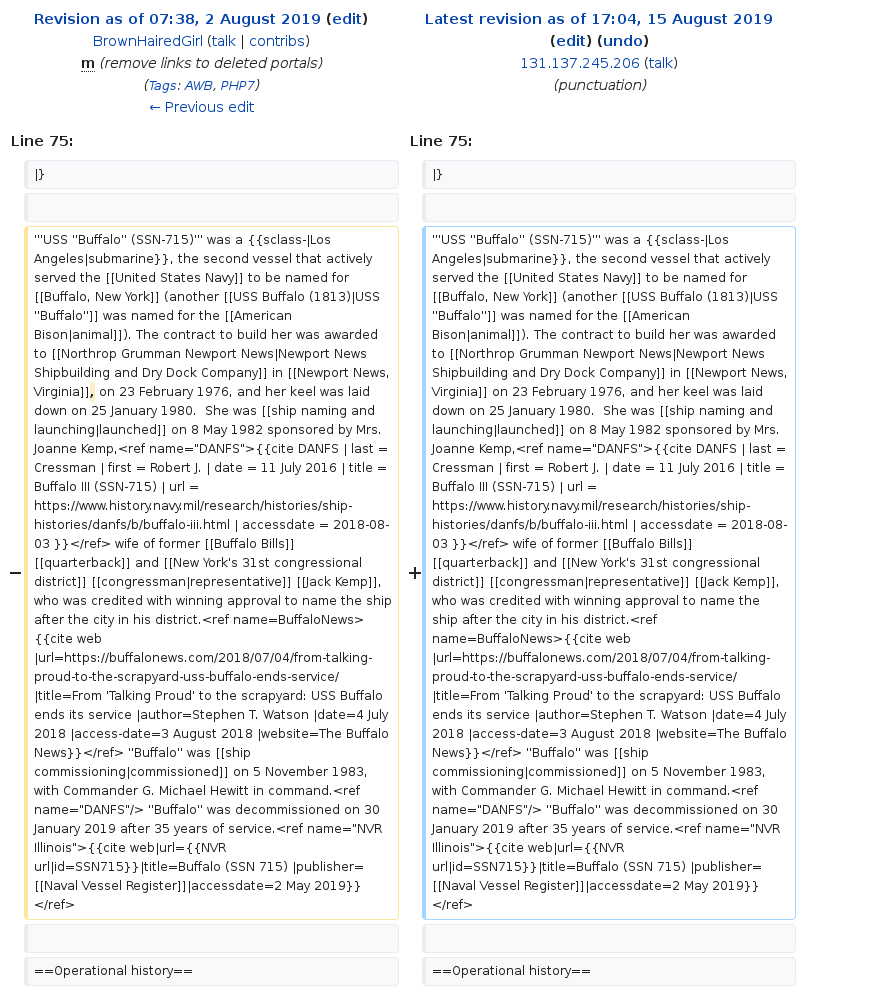 Revision as of 07:38, 2 August 2019 (edit)
BrownHairedGirl (talk | contribs)
m (remove links to deleted portals)
(Tags: AWB, PHP7)
← Previous edit
Latest revision as of 17:04, 15 August 2019
(edit) (undo)
131.137.245.206 (talk)
(punctuation)
Line 75:
Line 75:
|}
|}
−
'''USS ''Buffalo'' (SSN-715)''' was a {{sclass-|Los
Angeles|submarine}}, the second vessel that actively
served the [[United States Navy]] to be named for
[[Buffalo, New York]] (another [[USS Buffalo (1813)|USS
''Buffalo'']] was named for the [[American
Bison|animal]]). The contract to build her was awarded
to [[Northrop Grumman Newport News|Newport News
Shipbuilding and Dry Dock Company]] in [[Newport News,
Virginia]], on 23 February 1976, and her keel was laid
down on 25 January 1980.  She was [[ship naming and
launching|launched]] on 8 May 1982 sponsored by Mrs.
Joanne Kemp,<ref name="DANFS">{{cite DANFS | last =
Cressman | first = Robert J. | date = 11 July 2016 | title =
Buffalo III (SSN-715) | url =
https://www.history.navy.mil/research/histories/ship-
histories/danfs/b/buffalo-iii.html | accessdate = 2018-08-
03 }}</ref> wife of former [[Buffalo Bills]]
[[quarterback]] and [[New York's 31st congressional
district]] [[congressman|representative]] [[Jack Kemp]],
who was credited with winning approval to name the ship
after the city in his district.<ref name=BuffaloNews>
{{cite web
|url=https://buffalonews.com/2018/07/04/from-talking-
proud-to-the-scrapyard-uss-buffalo-ends-service/
|title=From 'Talking Proud' to the scrapyard: USS Buffalo
ends its service |author=Stephen T. Watson |date=4 July
2018 |access-date=3 August 2018 |website=The Buffalo
News}}</ref> ''Buffalo'' was [[ship
commissioning|commissioned]] on 5 November 1983,
with Commander G. Michael Hewitt in command.<ref
name="DANFS"/> ''Buffalo'' was decommissioned on 30
January 2019 after 35 years of service.<ref name="NVR
Illinois">{{cite web|url={{NVR
url|id=SSN715}}|title=Buffalo (SSN 715) |publisher=
[[Naval Vessel Register]]|accessdate=2 May 2019}}
</ref>
+
'''USS ''Buffalo'' (SSN-715)''' was a {{sclass-|Los
Angeles|submarine}}, the second vessel that actively
served the [[United States Navy]] to be named for
[[Buffalo, New York]] (another [[USS Buffalo (1813)|USS
''Buffalo'']] was named for the [[American
Bison|animal]]). The contract to build her was awarded
to [[Northrop Grumman Newport News|Newport News
Shipbuilding and Dry Dock Company]] in [[Newport News,
Virginia]] on 23 February 1976, and her keel was laid
down on 25 January 1980.  She was [[ship naming and
launching|launched]] on 8 May 1982 sponsored by Mrs.
Joanne Kemp,<ref name="DANFS">{{cite DANFS | last =
Cressman | first = Robert J. | date = 11 July 2016 | title =
Buffalo III (SSN-715) | url =
https://www.history.navy.mil/research/histories/ship-
histories/danfs/b/buffalo-iii.html | accessdate = 2018-08-
03 }}</ref> wife of former [[Buffalo Bills]]
[[quarterback]] and [[New York's 31st congressional
district]] [[congressman|representative]] [[Jack Kemp]],
who was credited with winning approval to name the
ship after the city in his district.<ref
name=BuffaloNews>{{cite web
|url=https://buffalonews.com/2018/07/04/from-talking-
proud-to-the-scrapyard-uss-buffalo-ends-service/
|title=From 'Talking Proud' to the scrapyard: USS Buffalo
ends its service |author=Stephen T. Watson |date=4 July
2018 |access-date=3 August 2018 |website=The Buffalo
News}}</ref> ''Buffalo'' was [[ship
commissioning|commissioned]] on 5 November 1983,
with Commander G. Michael Hewitt in command.<ref
name="DANFS"/> ''Buffalo'' was decommissioned on 30
January 2019 after 35 years of service.<ref name="NVR
Illinois">{{cite web|url={{NVR
url|id=SSN715}}|title=Buffalo (SSN 715) |publisher=
[[Naval Vessel Register]]|accessdate=2 May 2019}}
</ref>
==Operational history==
==Operational history==